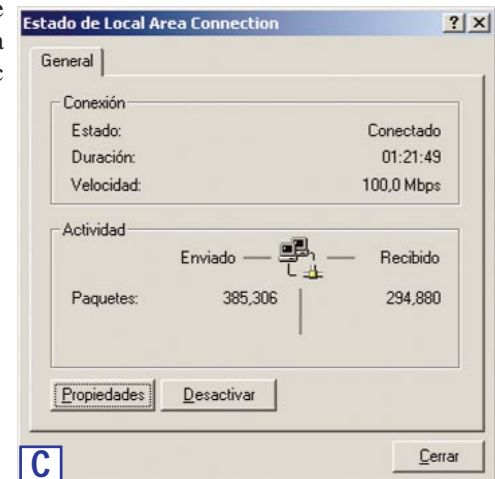 e
a
c
Estado de Local Area Connection
General
Conexión
Estado: Conectado
Duración: 01:21:49
Velocidad: 100,0 Mbps
Actividad
Enviado Recibido
Paquetes: 385,306 294,880
Propiedades Desactivar
Cerrar
C